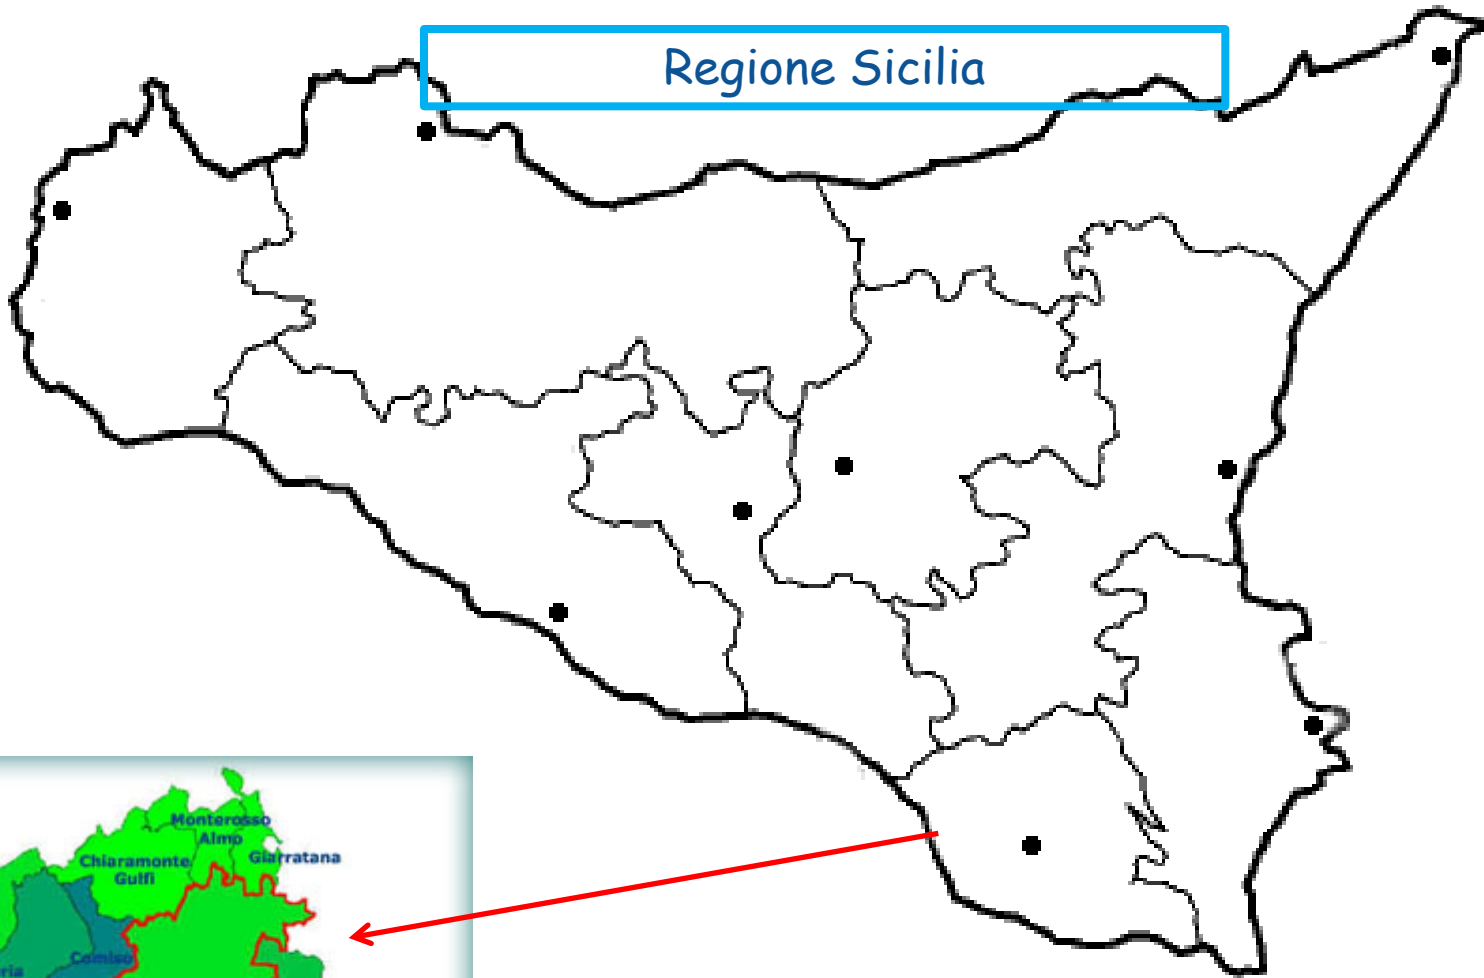 Regione Sicilia
Monterosso
Almo
Chiaramonte
Gulfi
Giarratana
Comiso